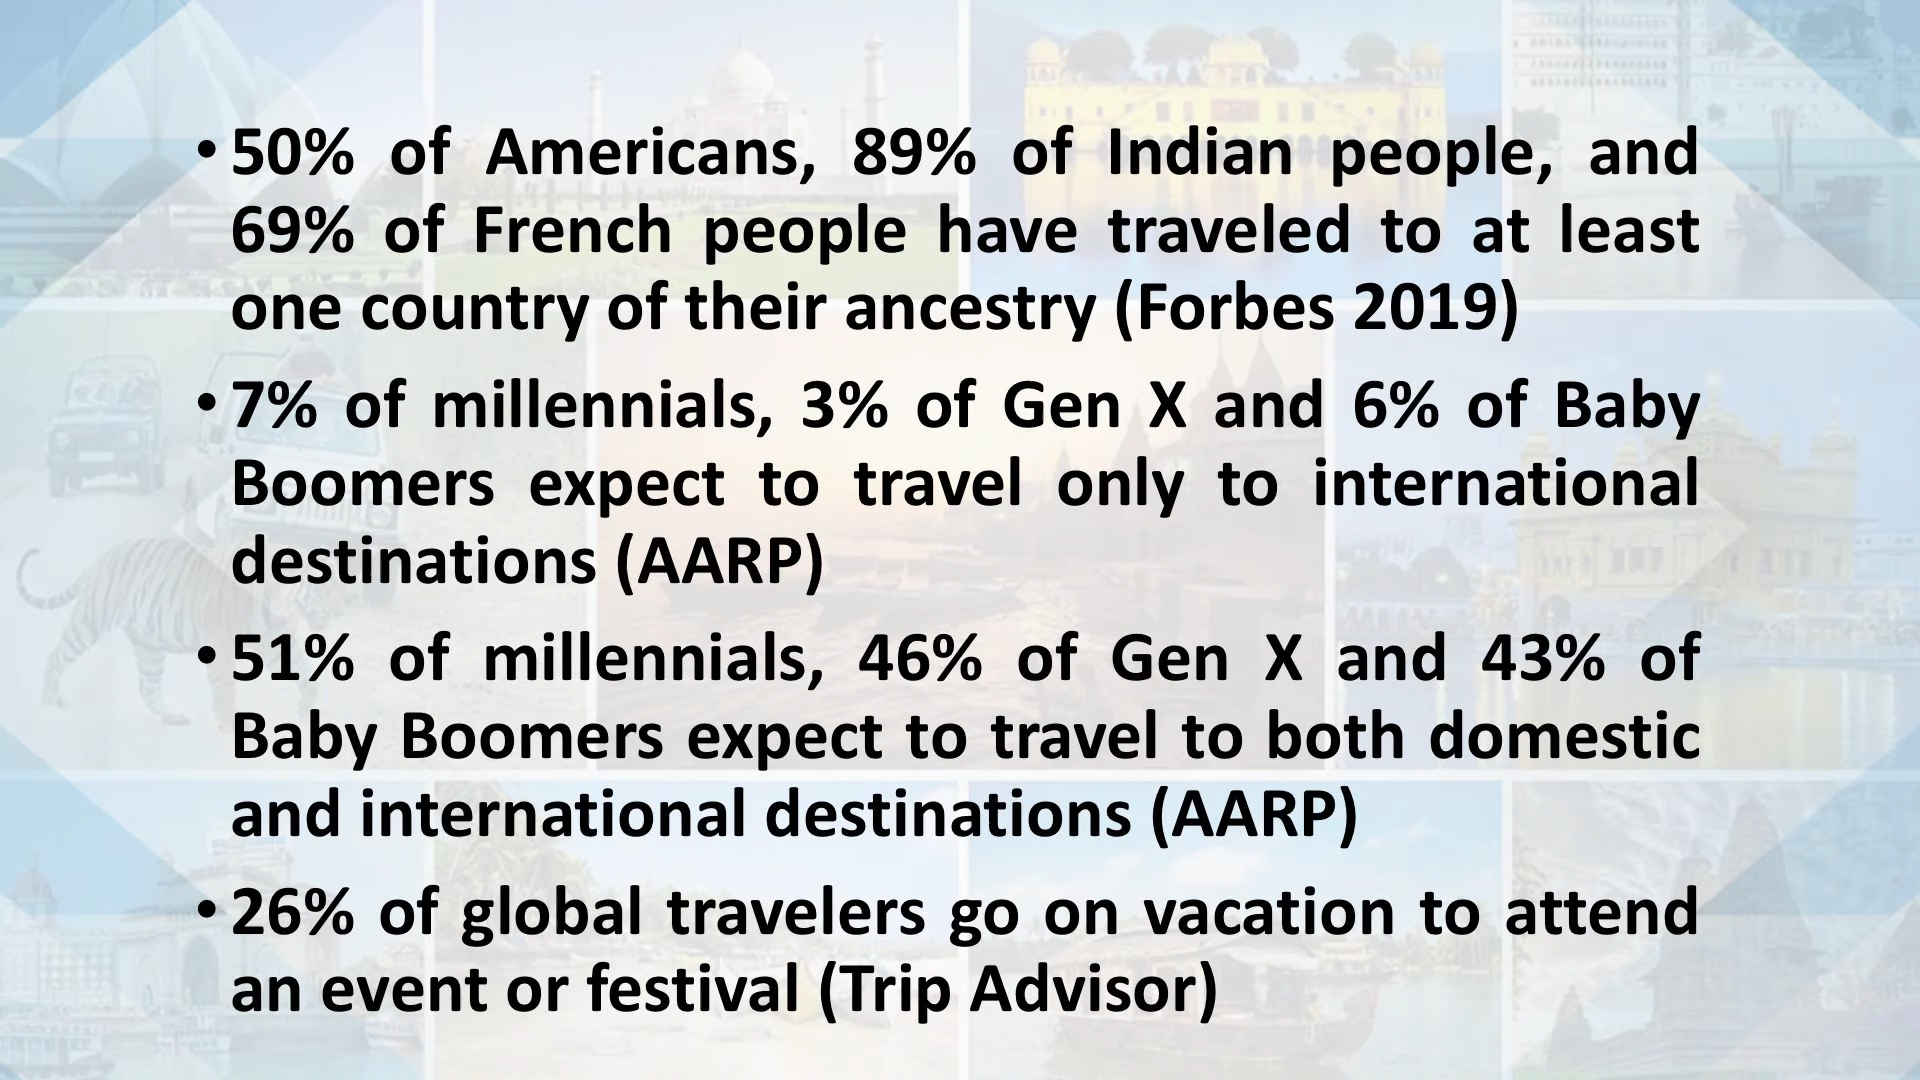 • 50% of Americans, 89% of Indian people, and
69% of French people have traveled to at least
one country of their ancestry (Forbes 2019)
• 7% of millennials, 3% of Gen X and 6% of Baby
Boomers expect to travel only to international
destinations (AARP)
• 51% of millennials, 46% of Gen X and 43% of
Baby Boomers expect to travel to both domestic
and international destinations (AARP)
• 26% of global travelers go on vacation to attend
an event or festival (Trip Advisor)